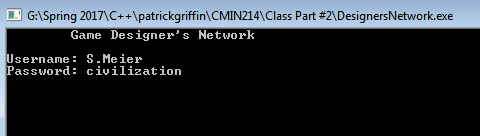 G:\Spring 2017\C++\patrickgriffin\CMIN214\Class Part #2\DesignersNetwork.exe
Game Designer's Network
Username: S.Meier
Password: civilization